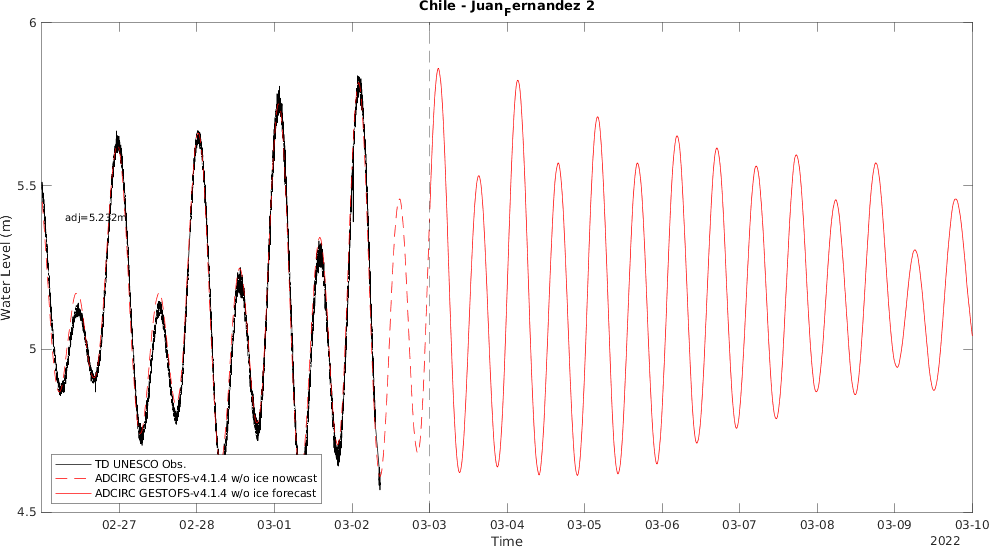 Chile - Juan_Fernandez 2
6
5.5
5
4.5
Water Level (m)
adj=5.232m
TD UNESCO Obs.
ADCIRC GESTOFS-v4.1.4 w/o ice nowcast
ADCIRC GESTOFS-v4.1.4 w/o ice forecast
02-27 02-28 03-01 03-02 03-03 03-04 03-05 03-06 03-07 03-08 03-09 03-10
Time
2022